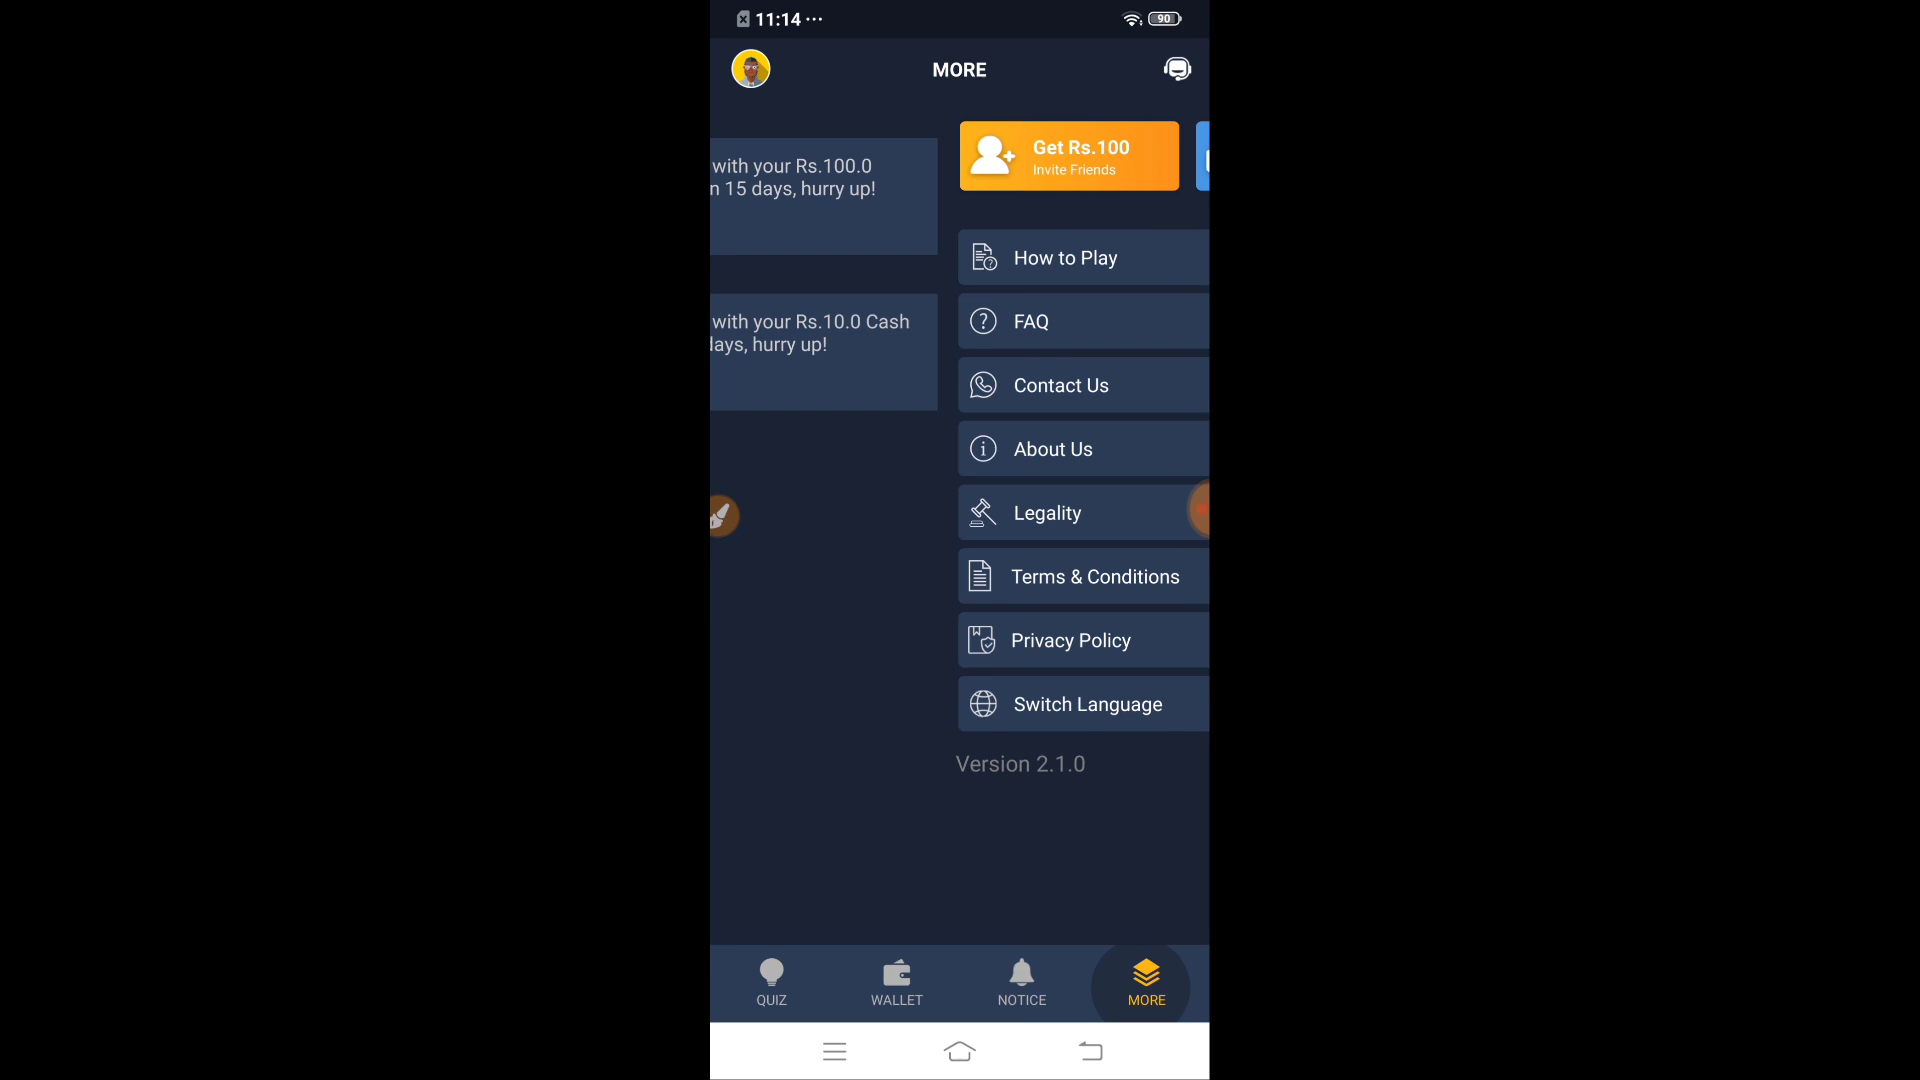 11:14
90
MORE
with your Rs.100.0
n 15 days, hurry up!
with your Rs.10.0 Cash
days, hurry up!
Get Rs.100
Invite Friends
How to Play
FAQ
Contact Us
About Us
Legality
Terms & Conditions
Privacy Policy
Switch Language
Version 2.1.0
QUIZ
WALLET
NOTICE
MORE